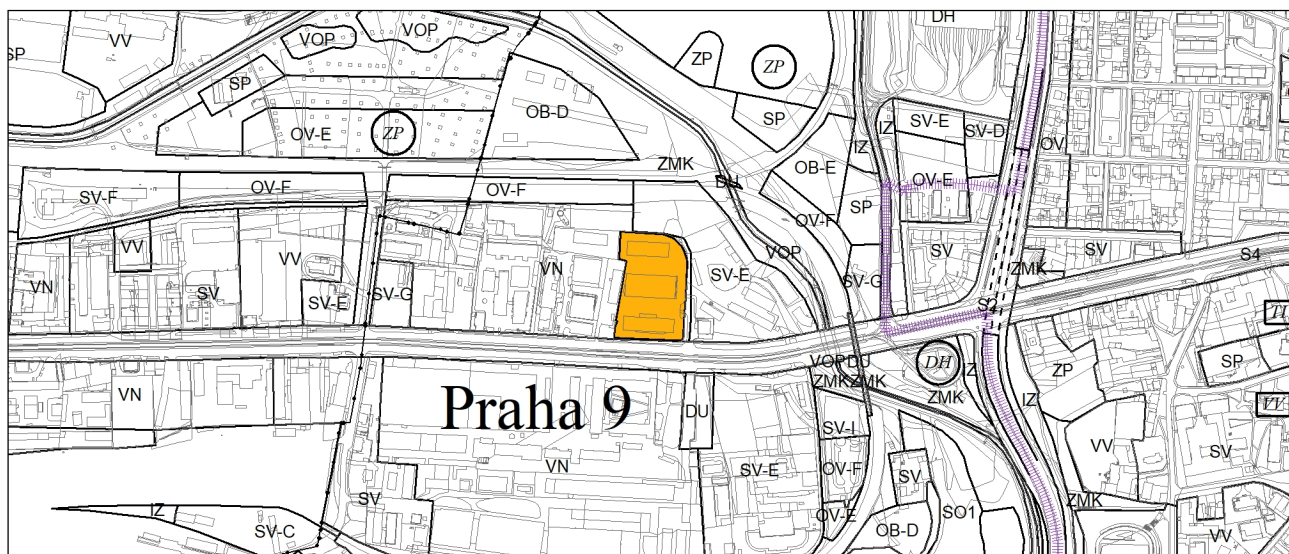 DH
SP
VV
VOP
VOP
ZP
ZP
SP
SP
OB-D
OV-E
ZP
IZ
SV-E
SV-D
OV
IZ
ZMK
OB-E
OV-E
SV-F
OV-F
OV-F
DU
SP
OV-F
VV
VN
SV
VV
SV-E
SV-G
VN
SV-E
VOP
SV-G
SV
SV
ZMK
S4
TI
VOP
DU
DH
IZ
ZP
SP
ZMK
ZMK
ZMK
IZ
VV
VN
Praha 9
DU
SV-I
VV
SV
VN
SV-E
OV-F
SV
SV
OV-E
SO1
ZMK
IZ
SV-C
OB-D
VV